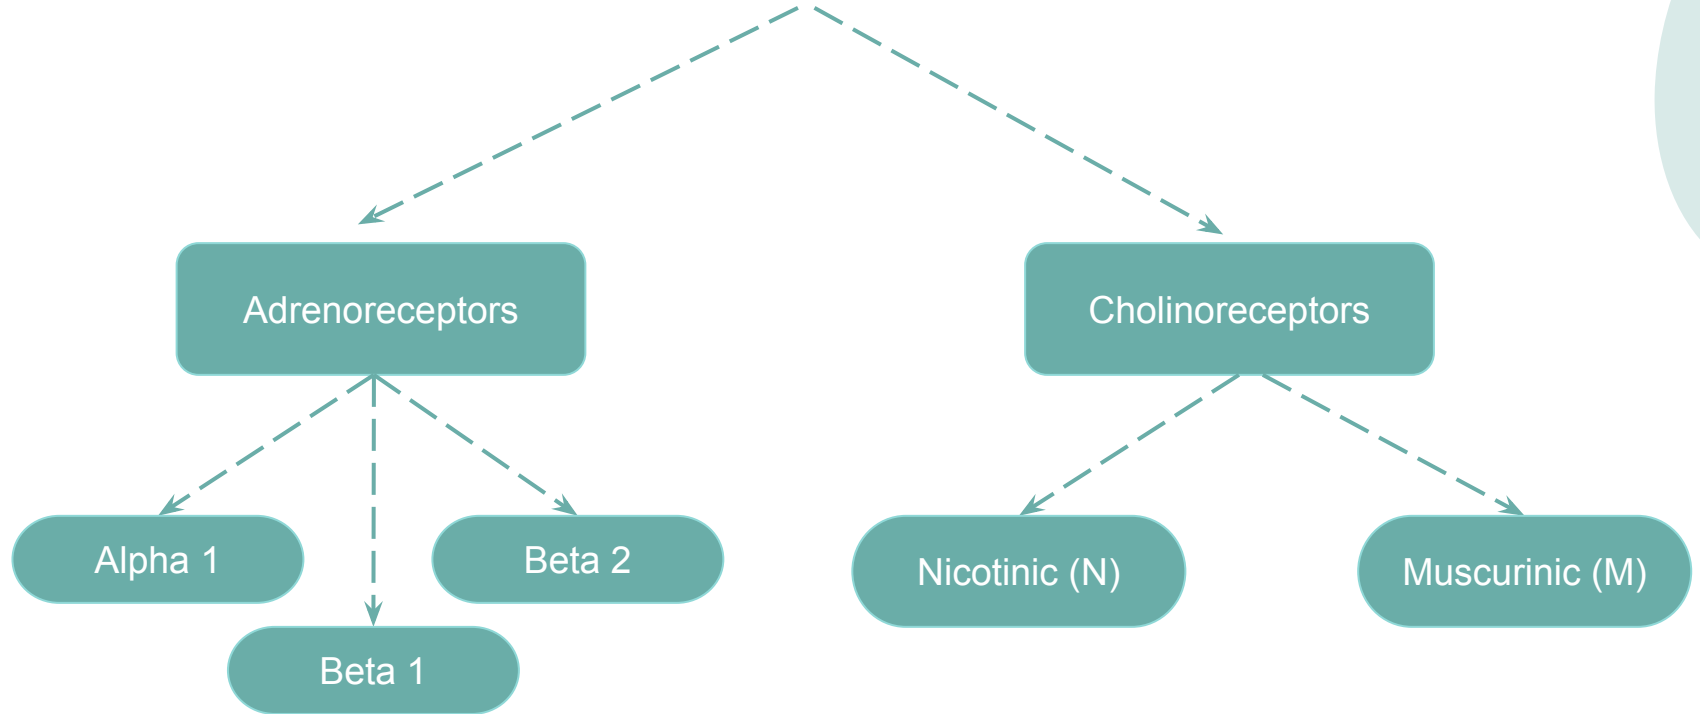 Adrenoreceptors
Cholinoreceptors
Alpha 1
Beta 2
Nicotinic (N)
Muscurinic (M)
Beta 1